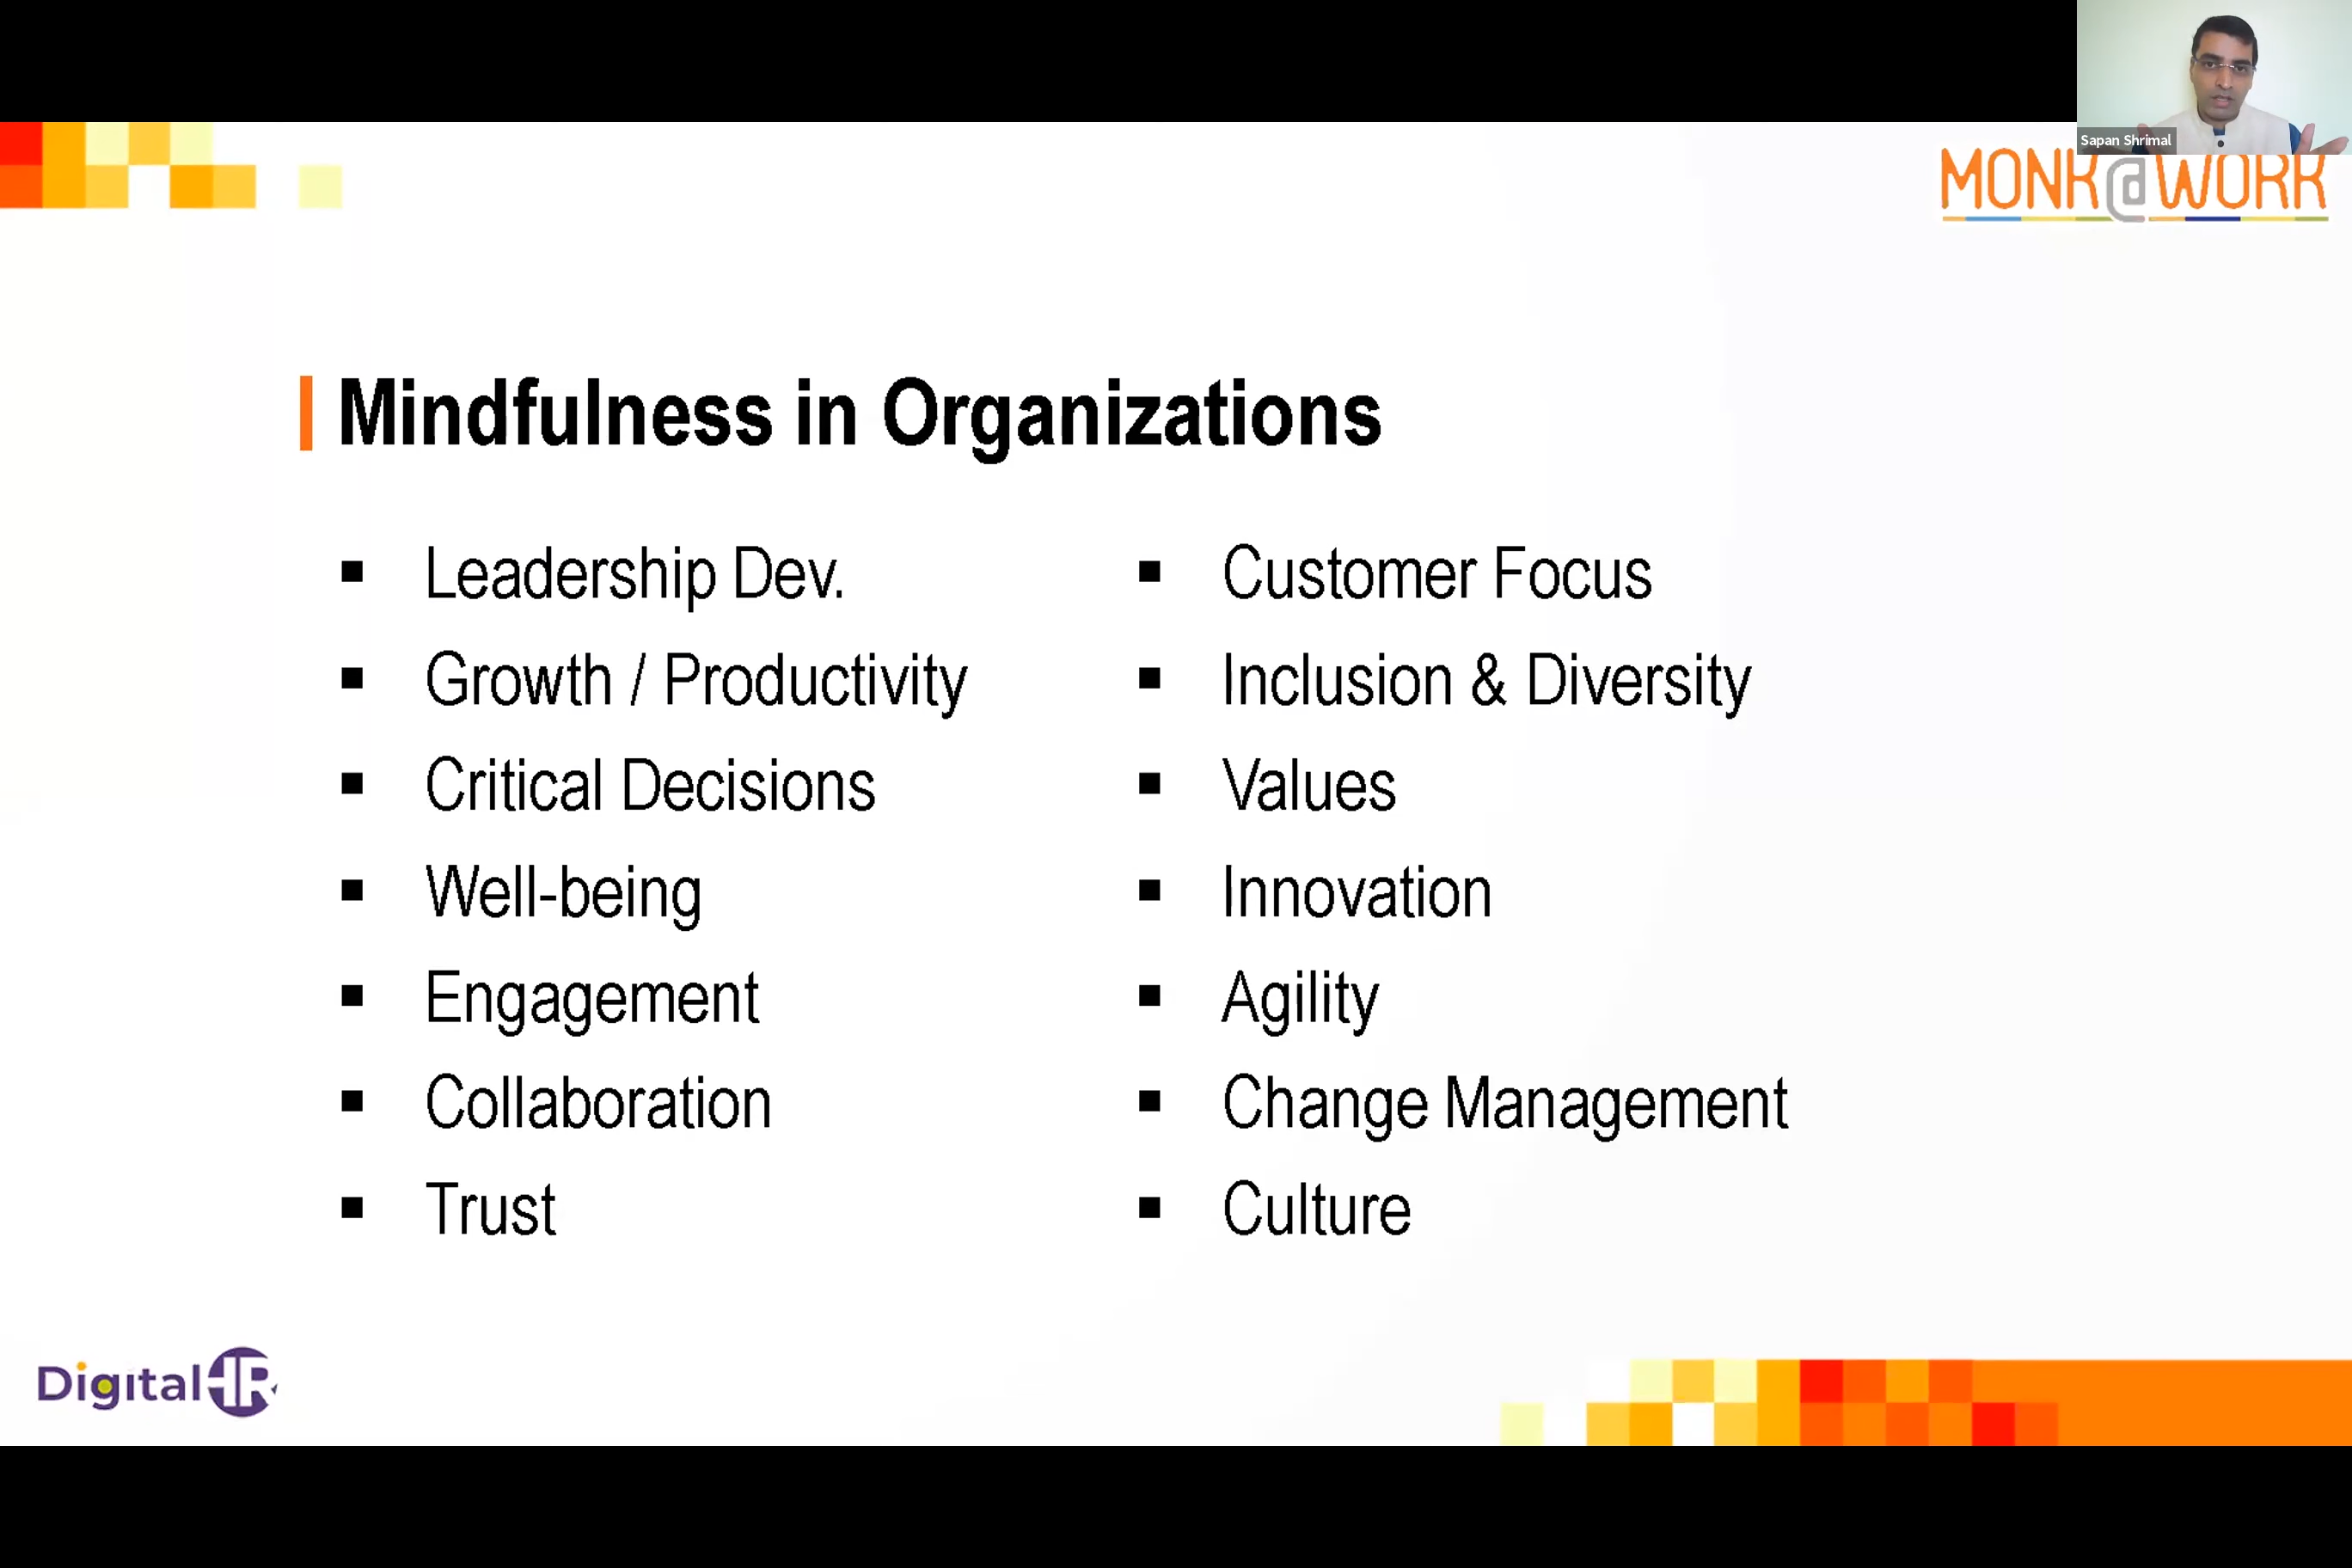 Sapan Shrimal
MONK@WORK
Mindfulness in Organizations
Leadership Dev.
Growth / Productivity
Critical Decisions
Well-being
Engagement
Collaboration
Trust
Customer Focus
Inclusion & Diversity
Values
Innovation
Agility
Change Management
Culture
DigitalHR